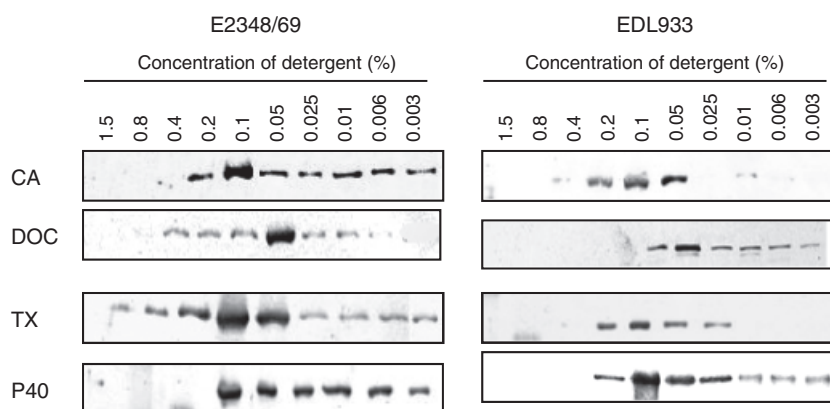 E2348/69 EDL933
Concentration of detergent (%) Concentration of detergent (%)
1.5 0.8 0.4 0.2 0.1 0.05 0.025 0.01 0.006 0.003 1.5 0.8 0.4 0.2 0.1 0.05 0.025 0.01 0.006 0.003
CA
DOC
TX
P40